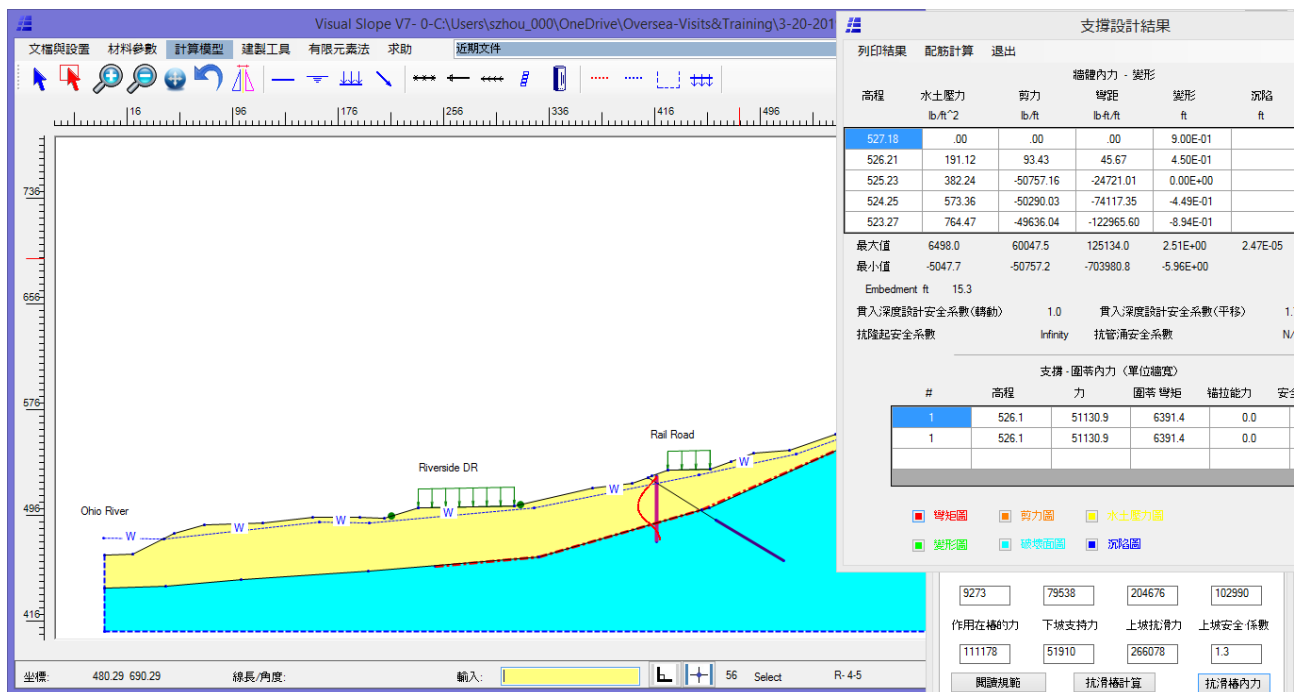 Visual Slope V7- 0-C:\Users\szhou_000\OneDrive\Oversea-Visits&Training\3-20-201
文檔與設置 材料參數 計算模型 建製工具 有限元素法 求助 近期文件
16 96 176 256 336 416 496
736
656
576
496
416
Rail Road
Riverside DR
Ohio River
W W W W W W
坐標: 480.29 690.29 線長/角度: 輸入: 56 Select R- 4-5
支撐設計結果
列印結果 配筋計算 退出
牆體內力 - 變形
高程 水土壓力 剪力 彎距 變形 沉陷
lb/ft^2 lb/ft lb-ft/ft ft ft
527.18 .00 .00 .00 9.00E-01
526.21 191.12 93.43 45.67 4.50E-01
525.23 382.24 -50757.16 -24721.01 0.00E+00
524.25 573.36 -50290.03 -74117.35 -4.49E-01
523.27 764.47 -49636.04 -122965.60 -8.94E-01
最大值 6498.0 60047.5 125134.0 2.51E+00 2.47E-05
最小值 -5047.7 -50757.2 -703980.8 -5.96E+00
Embedment ft 15.3
貫入深度設計安全系數(轉動) 1.0 貫入深度設計安全系數(平移) 1.
抗隆起安全系數 Infinity 抗管涌安全系數 N/
支撐-圍苓內力 (單位牆寬)
# 高程 力 圍苓彎矩 錨拉能力 安全
1 526.1 51130.9 6391.4 0.0
1 526.1 51130.9 6391.4 0.0
彎矩圖 剪力圖 水土壓力圖
變形圖 破壞面圖 沉陷圖
9273 79538 204676 102990
作用在樁的力 下坡支持力 上坡抗滑力 上坡安全係數
111178 51910 266078 1.3
閱讀規範 抗滑樁計算 抗滑樁內力